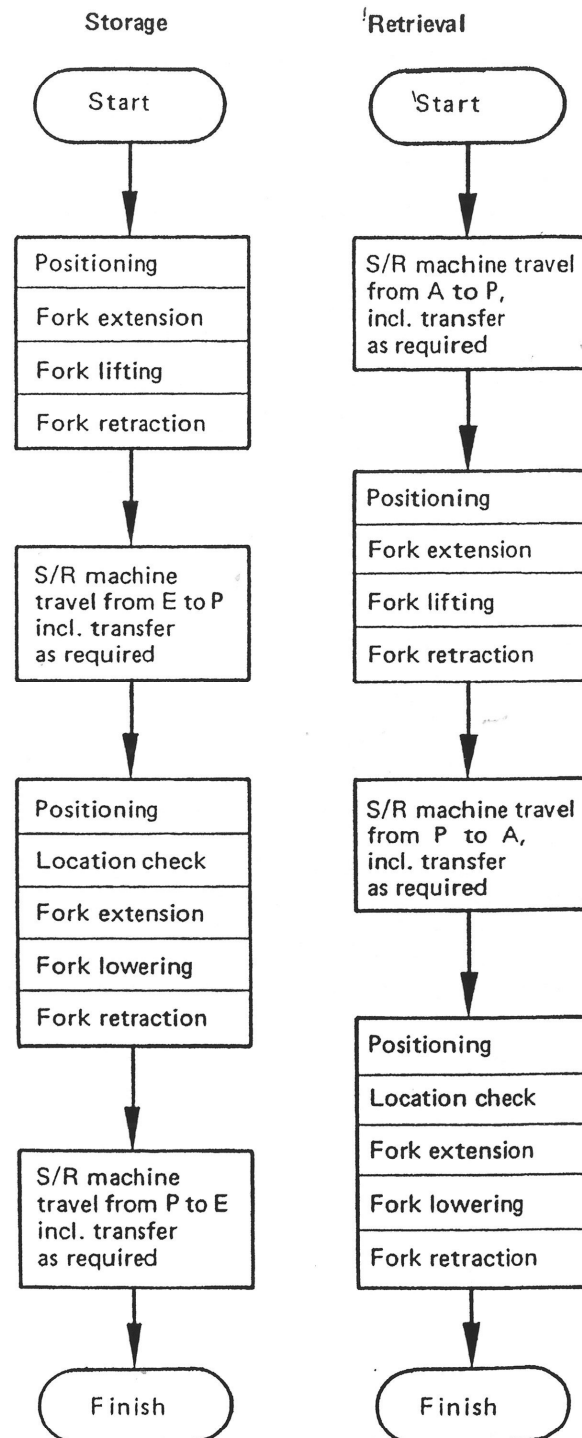 Storage
Start
Positioning
Fork extension
Fork lifting
Fork retraction
S/R machine
travel from E to P
incl. transfer
as required
Positioning
Location check
Fork extension
Fork lowering
Fork retraction
S/R machine
travel from P to E
incl. transfer
as required
Finish
Retrieval
Start
S/R machine travel
from A to P,
incl. transfer
as required
Positioning
Fork extension
Fork lifting
Fork retraction
S/R machine travel
from P to A,
incl. transfer
as required
Positioning
Location check
Fork extension
Fork lowering
Fork retraction
Finish